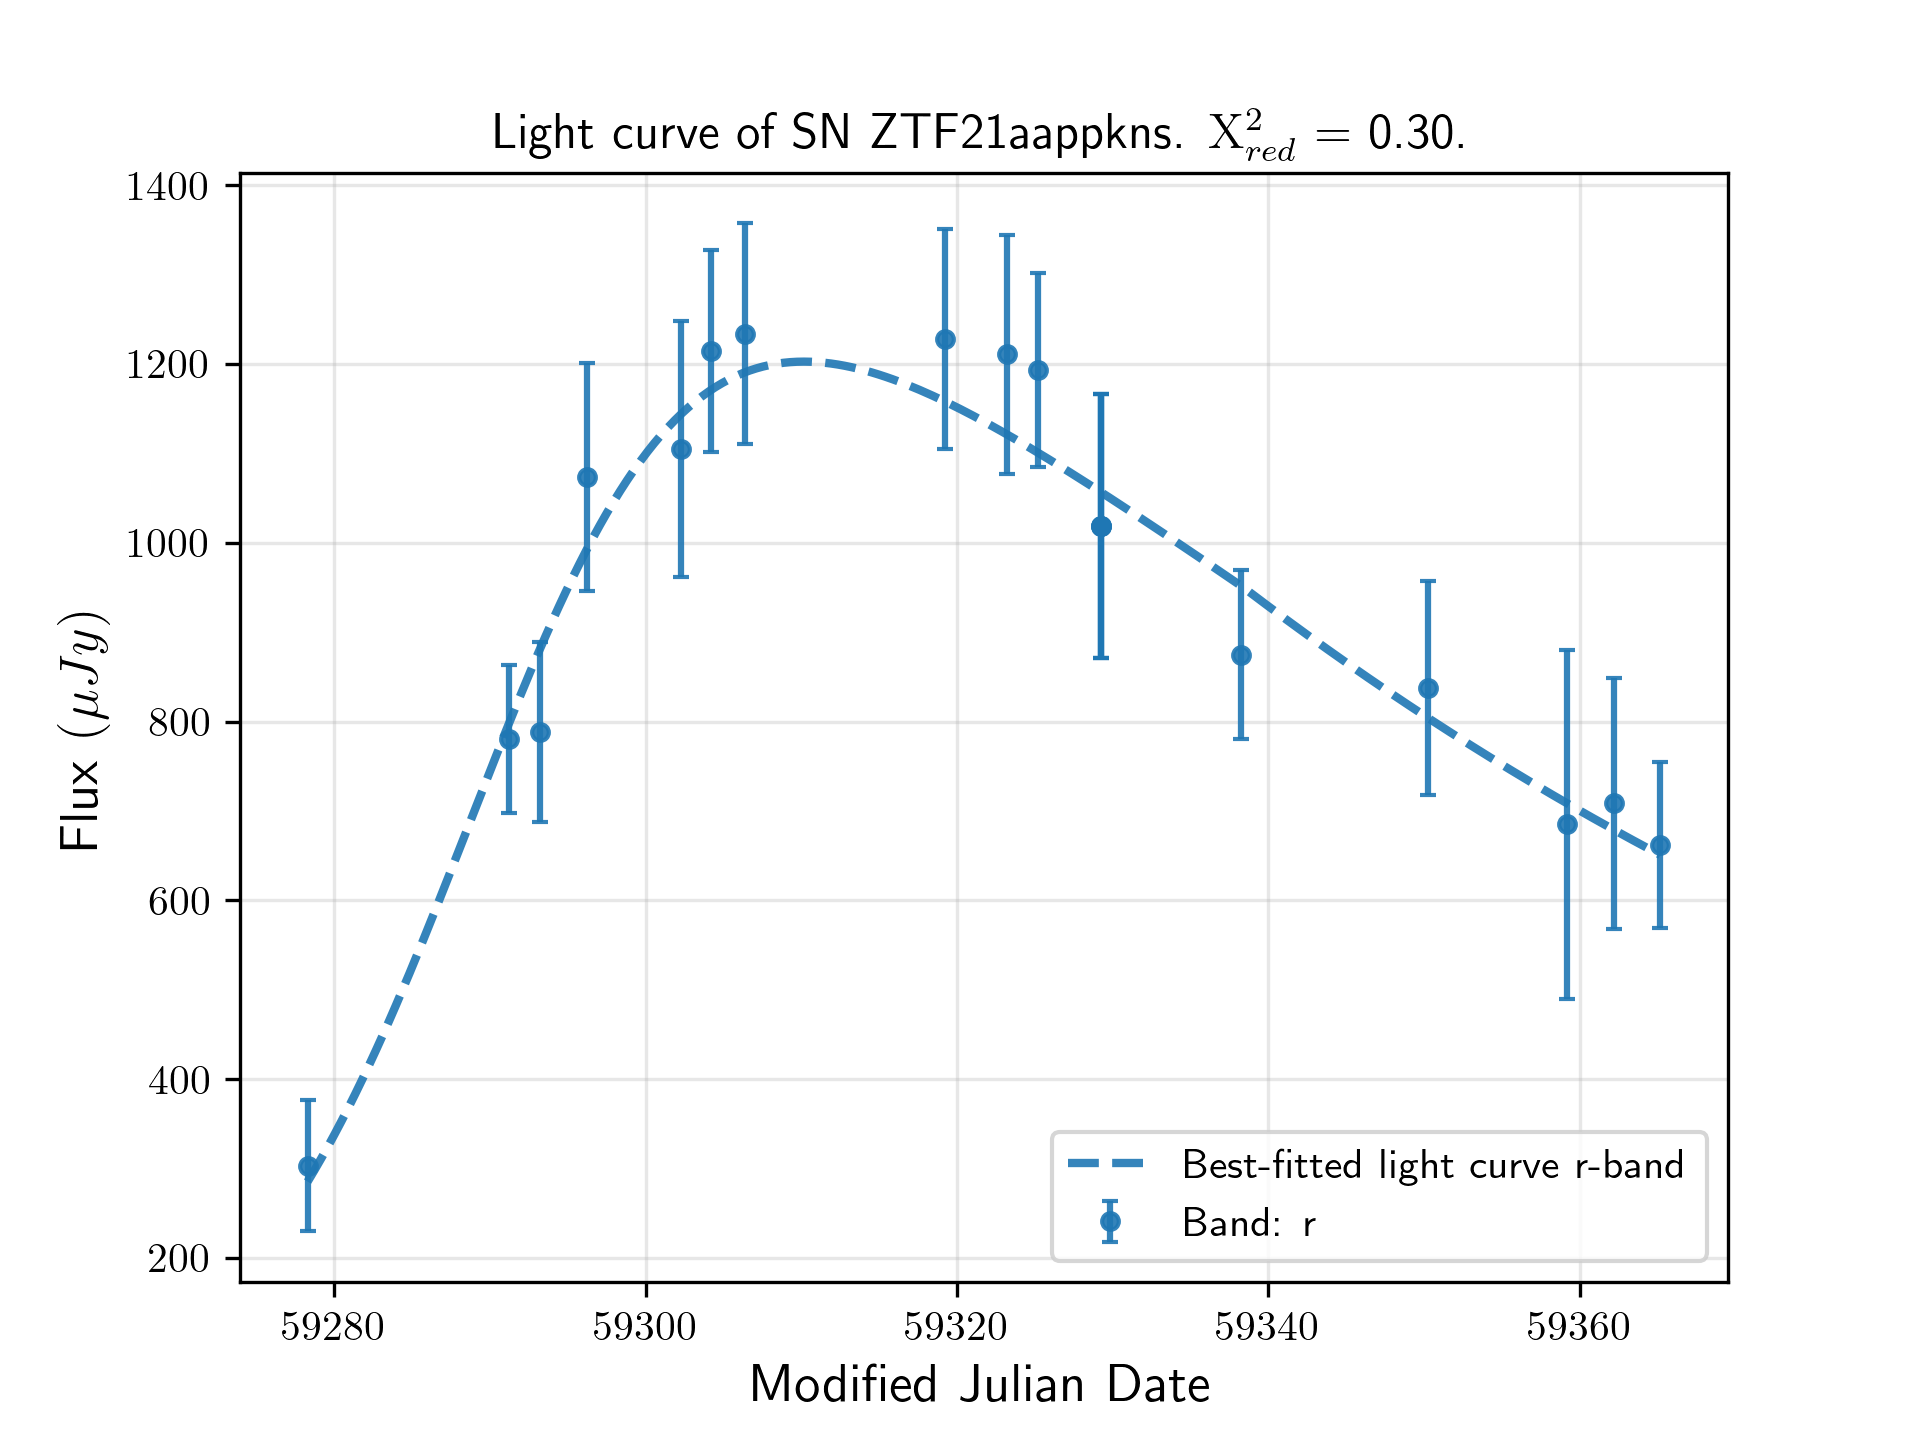 Light curve of SN ZTF21aappkns. X²_red = 0.30.
1400
1200
1000
800
600
400
200
Flux (μJy)
Best-fitted light curve r-band
Band: r
59280 59300 59320 59340 59360
Modified Julian Date